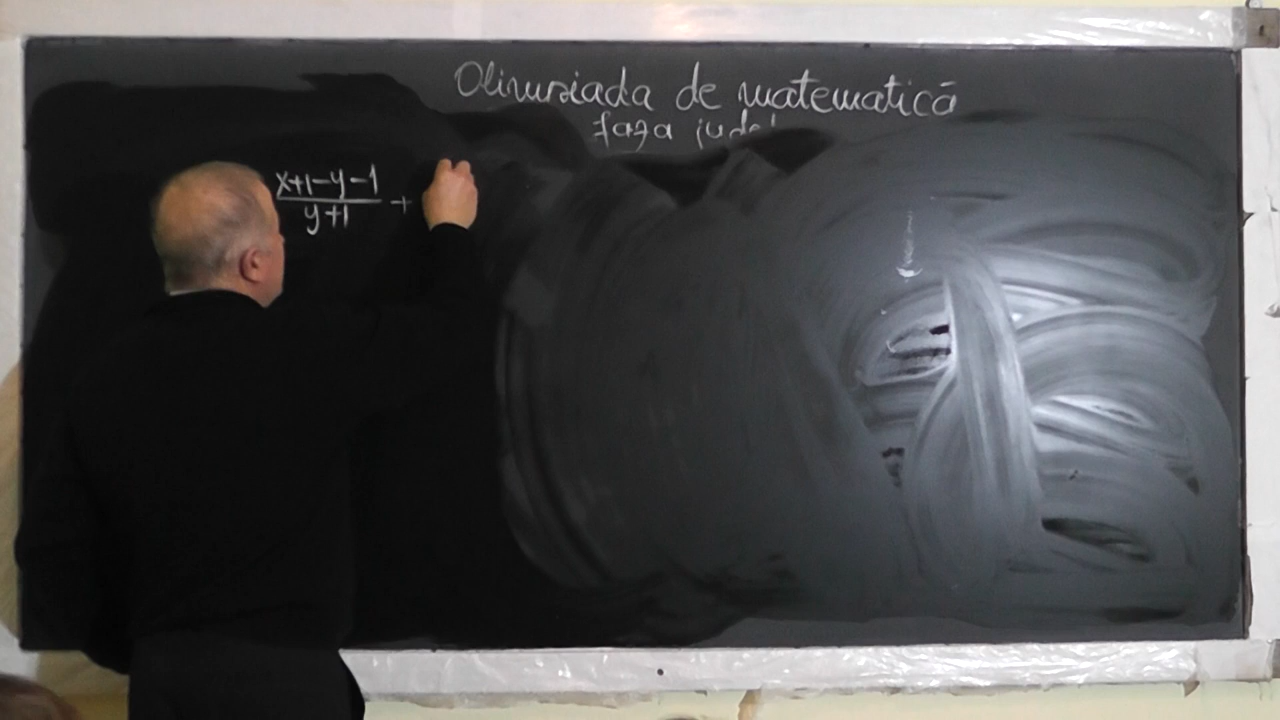 Olimpiada de matematică
faza
x+1-y-1
y+1 +